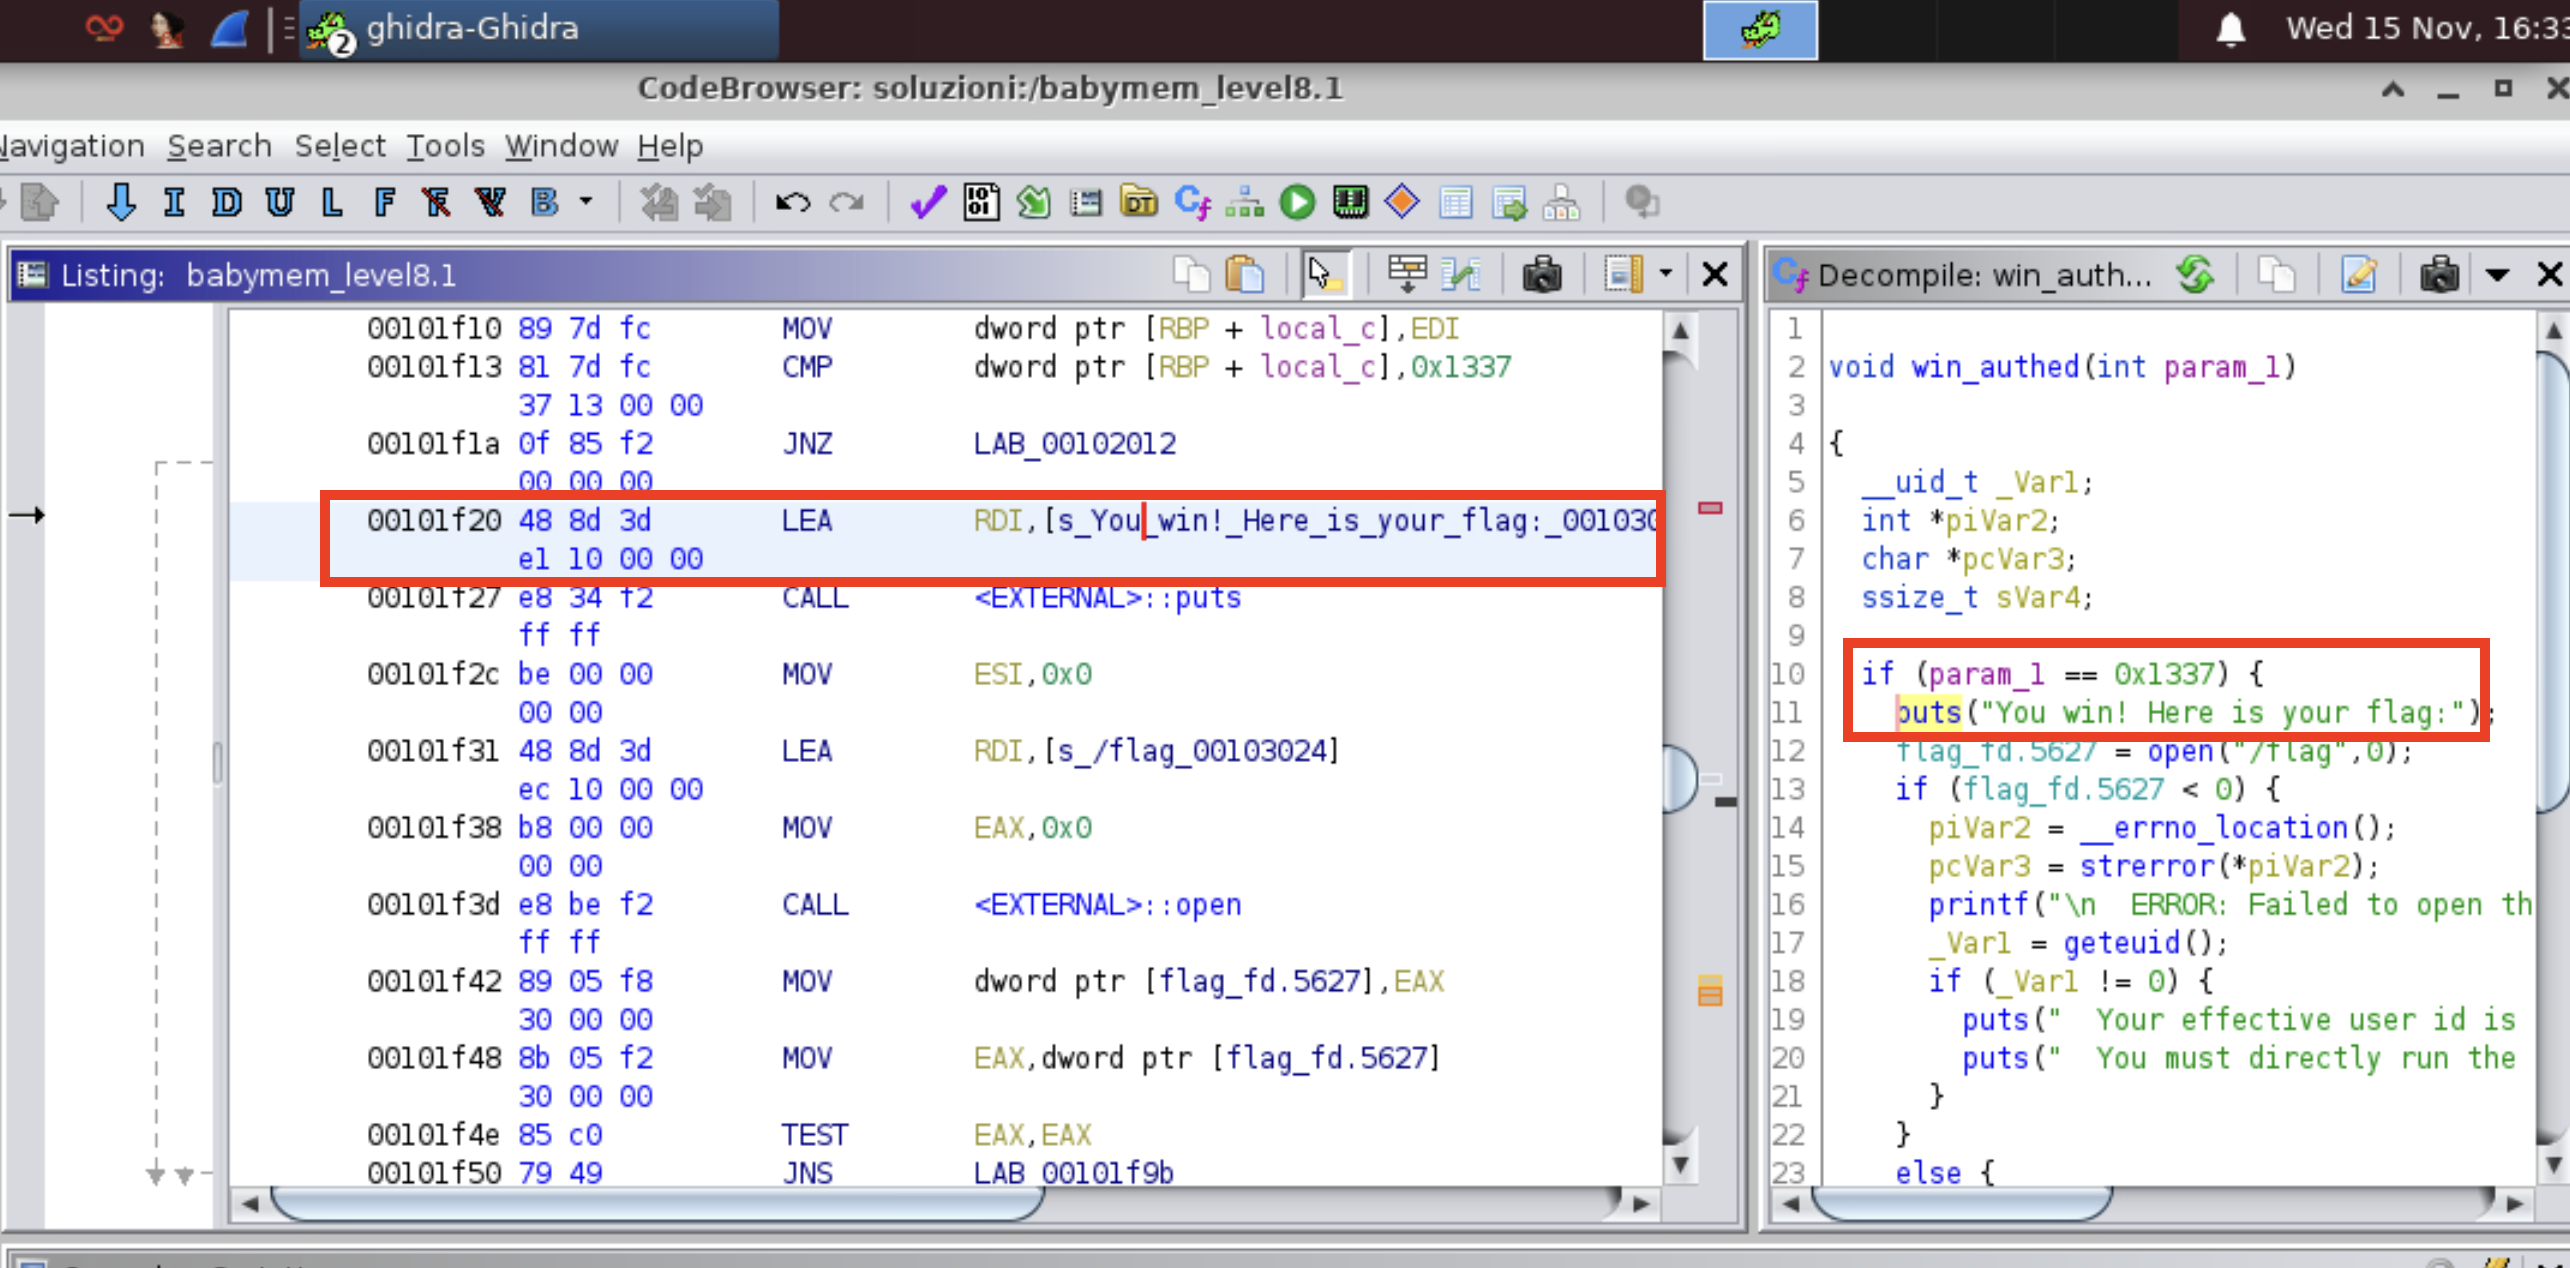 2 ghidra-Ghidra
Wed 15 Nov, 16:33
CodeBrowser: soluzioni:/babymem_level8.1
Navigation Search Select Tools Window Help
I D U L F F V B
Listing: babymem_level8.1
00101f10 89 7d fc MOV dword ptr [RBP + local_c],EDI
00101f13 81 7d fc CMP dword ptr [RBP + local_c],0x1337
37 13 00 00
00101f1a 0f 85 f2 JNZ LAB_00102012
00 00 00
00101f20 48 8d 3d LEA RDI,[s_You_win!_Here_is_your_flag:_001030
e1 10 00 00
00101f27 e8 34 f2 CALL <EXTERNAL>::puts
ff ff
00101f2c be 00 00 MOV ESI,0x0
00 00
00101f31 48 8d 3d LEA RDI,[s_/flag_00103024]
ec 10 00 00
00101f38 b8 00 00 MOV EAX,0x0
00 00
00101f3d e8 be f2 CALL <EXTERNAL>::open
ff ff
00101f42 89 05 f8 MOV dword ptr [flag_fd.5627],EAX
30 00 00
00101f48 8b 05 f2 MOV EAX,dword ptr [flag_fd.5627]
30 00 00
00101f4e 85 c0 TEST EAX,EAX
00101f50 79 49 JNS LAB_00101f9b
Decompile: win_auth...
1
2 void win_authed(int param_1)
3
4 {
5 __uid_t _Var1;
6 int *piVar2;
7 char *pcVar3;
8 ssize_t sVar4;
9
10 if (param_1 == 0x1337) {
11 puts("You win! Here is your flag:");
12 flag_fd.5627 = open("/flag",0);
13 if (flag_fd.5627 < 0) {
14 piVar2 = __errno_location();
15 pcVar3 = strerror(*piVar2);
16 printf("\n ERROR: Failed to open th
17 _Var1 = geteuid();
18 if (_Var1 != 0) {
19 puts(" Your effective user id is
20 puts(" You must directly run the
21 }
22 }
23 else {